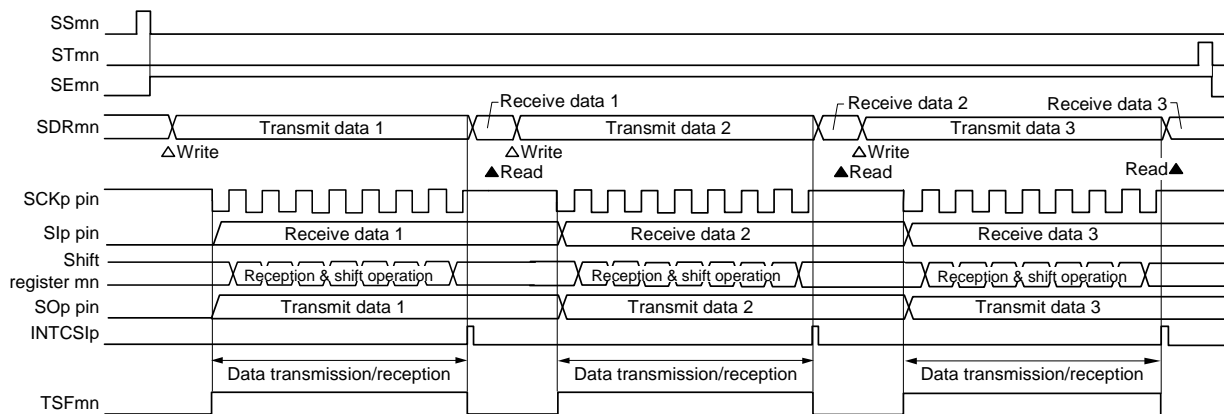 SSmn
STmn
SEmn
Receive data 1
Receive data 2
Receive data 3
SDRmn
Transmit data 1
Transmit data 2
Transmit data 3
△Write
△Write
△Write
▲Read
▲Read
Read▲
SCKp pin
SIp pin
Receive data 1
Receive data 2
Receive data 3
Shift
register mn
Reception & shift operation
Reception & shift operation
Reception & shift operation
SOp pin
Transmit data 1
Transmit data 2
Transmit data 3
INTCSIp
Data transmission/reception
Data transmission/reception
Data transmission/reception
TSFmn